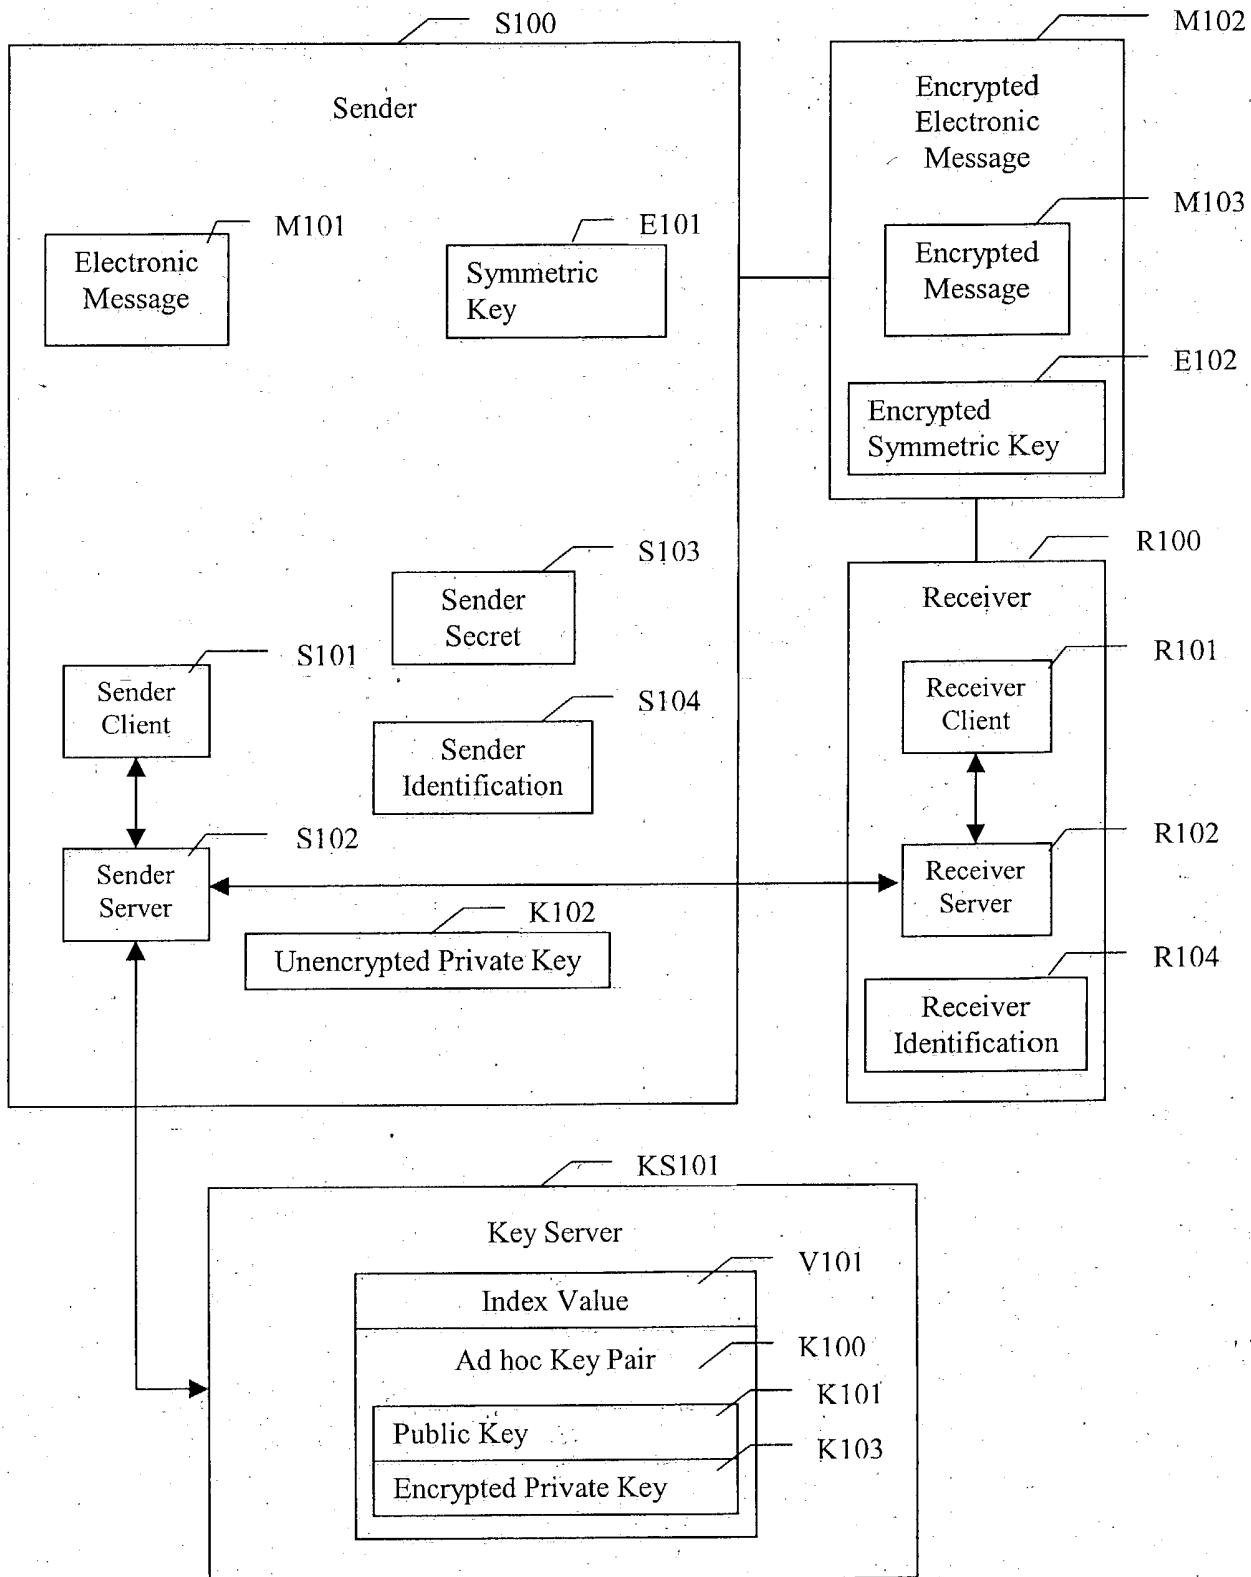 S100
M102
Sender
Encrypted
Electronic
Message
M101
E101
M103
Electronic
Message
Symmetric
Key
Encrypted
Message
E102
Encrypted
Symmetric Key
S103
R100
Sender
Secret
Receiver
S101
R101
Sender
Client
S104
Receiver
Client
Sender
Identification
S102
R102
Sender
Server
Receiver
Server
K102
Unencrypted Private Key
R104
Receiver
Identification
KS101
Key Server
V101
Index Value
Ad hoc Key Pair
K100
K101
Public Key
K103
Encrypted Private Key